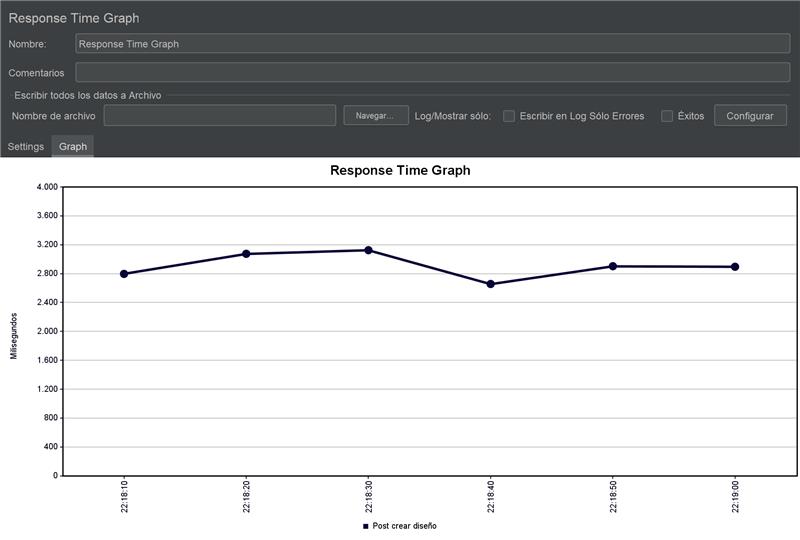 Response Time Graph
Nombre: Response Time Graph
Comentarios
Escribir todos los datos a Archivo
Nombre de archivo Navegar... Log/Mostrar sólo: Escribir en Log Sólo Errores Éxitos Configurar
Settings Graph
Response Time Graph
4.000
3.600
3.200
2.800
2.400
2.000
1.600
1.200
800
400
0
Milisegundos
22:18:10 22:18:20 22:18:30 22:18:40 22:18:50 22:19:00
Post crear diseño